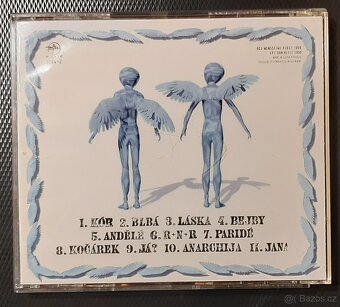 1. KŮR 2. BLBÁ 3. LÁSKA 4. BEJBY
5. ANDĚLÉ 6. R+N+R 7. PARIDÉ
8. KOČÁREK 9. JÁ? 10. ANARCHIJA 11. JANA
Bazoš.cz